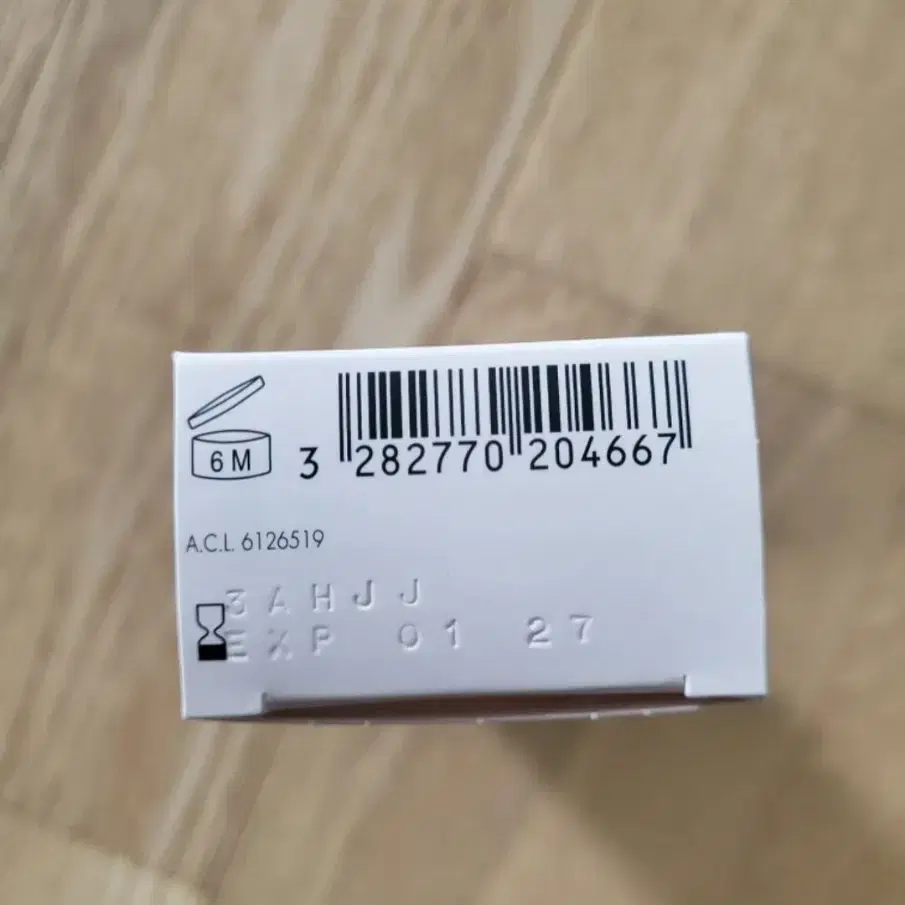 6M
3 282770 204667
A.C.L. 6126519
3AHJJ
EXP 01 27